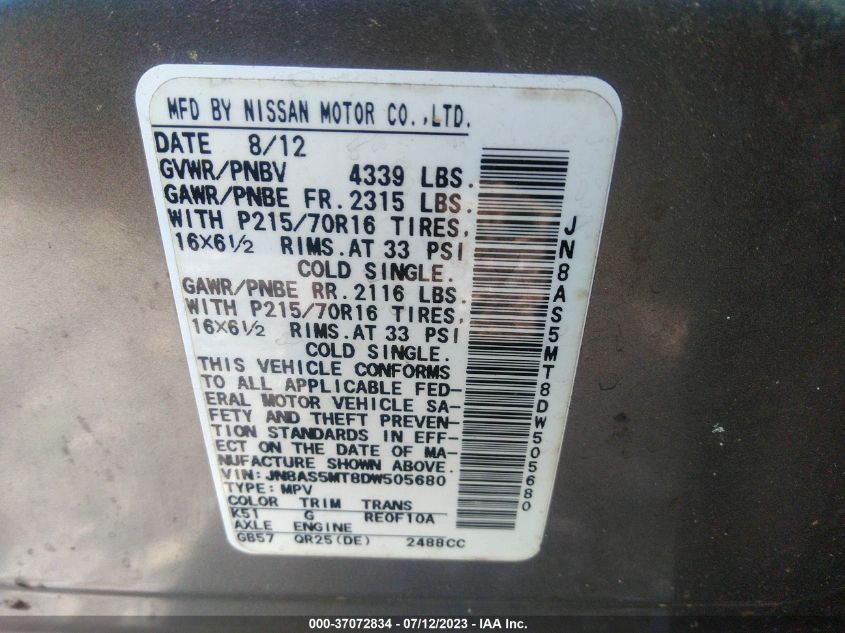 MFD BY NISSAN MOTOR CO.,LTD.
DATE 8/12
GVWR/PNBV 4339 LBS.
GAWR/PNBE FR. 2315 LBS.
WITH P215/70R16 TIRES,
16X6½ RIMS. AT 33 PSI
COLD SINGLE.
GAWR/PNBE RR. 2116 LBS.
WITH P215/70R16 TIRES,
16X6½ RIMS. AT 33 PSI
COLD SINGLE.
THIS VEHICLE CONFORMS
TO ALL APPLICABLE FED-
ERAL MOTOR VEHICLE SA-
FETY AND THEFT PREVEN-
TION STANDARDS IN EFF-
ECT ON THE DATE OF MA-
NUFACTURE SHOWN ABOVE.
VIN: JN8AS5MT8DW505680
TYPE: MPV
COLOR TRIM TRANS
K51 G RE0F10A
AXLE ENGINE
GB57 QR25(DE) 2488CC
JN8AS5MT8DW505680
000-37072834 - 07/12/2023 - IAA Inc.